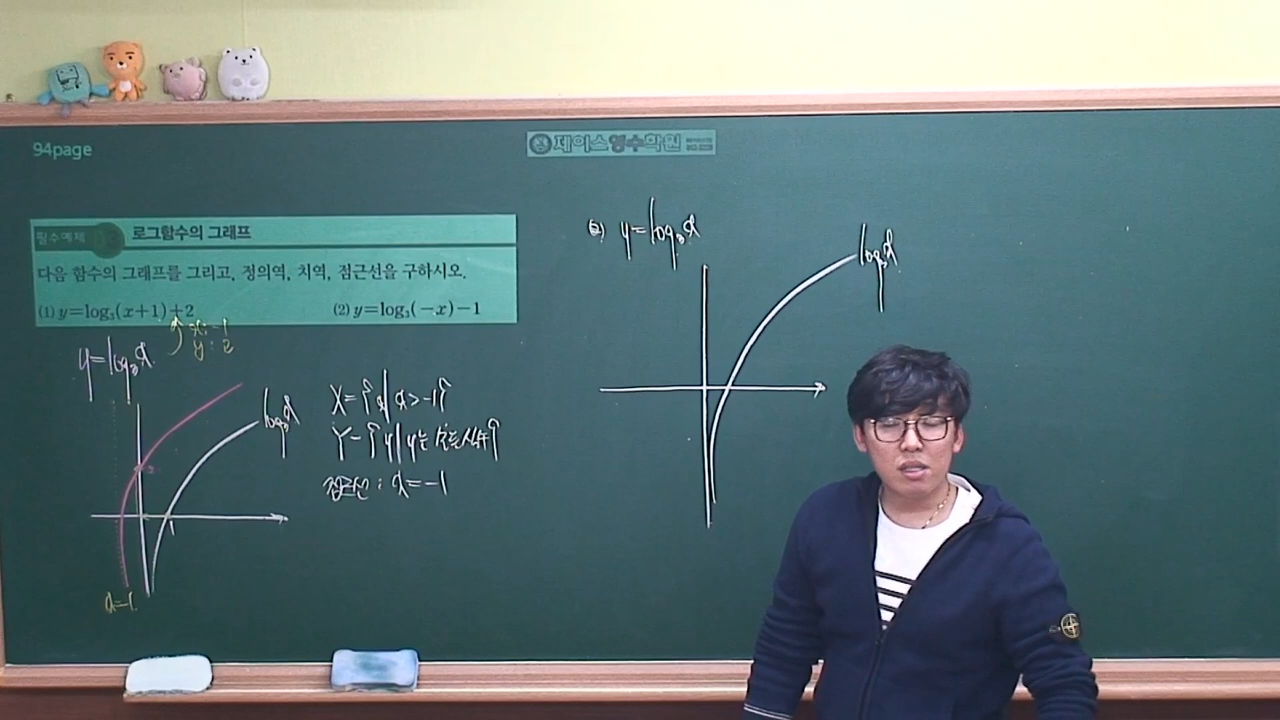 94page
제이스영수학원
필수예제
로그함수의 그래프
다음 함수의 그래프를 그리고, 정의역, 치역, 점근선을 구하시오.
(1) y=log₃(x+1)+2
(2) y=log₃(-x)-1
x: -1
y: 2
y=log₃x
log₃x
1
x=-1
X={x|x>-1}
Y={y|y는 모든실수}
점근선 : x=-1
(2) y=log₃x
log₃x